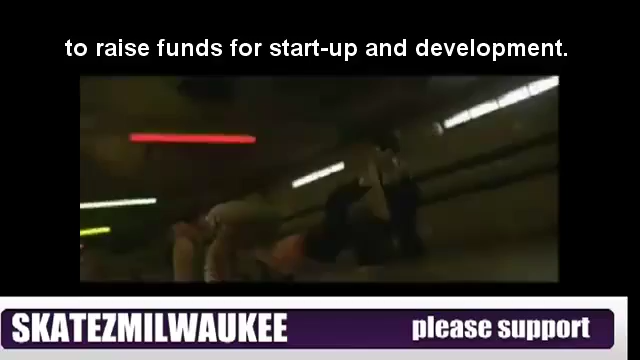 to raise funds for start-up and development.
SKATEZMILWAUKEE
please support